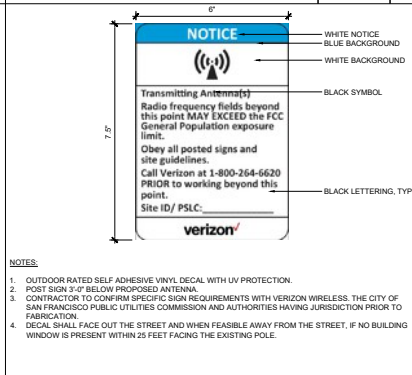 6"
NOTICE
WHITE NOTICE
BLUE BACKGROUND
WHITE BACKGROUND
Transmitting Antenna(s)
BLACK SYMBOL
Radio frequency fields beyond
this point MAY EXCEED the FCC
General Population exposure
limit.
7.5"
Obey all posted signs and
site guidelines.
Call Verizon at 1-800-264-6620
PRIOR to working beyond this
point.
BLACK LETTERING, TYP
Site ID/ PSLC:
verizon
NOTES:
1. OUTDOOR RATED SELF ADHESIVE VINYL DECAL WITH UV PROTECTION.
2. POST SIGN 3'-0" BELOW PROPOSED ANTENNA.
3. CONTRACTOR TO CONFIRM SPECIFIC SIGN REQUIREMENTS WITH VERIZON WIRELESS. THE CITY OF
SAN FRANCISCO PUBLIC UTILITIES COMMISSION AND AUTHORITIES HAVING JURISDICTION PRIOR TO
FABRICATION.
4. DECAL SHALL FACE OUT THE STREET AND WHEN FEASIBLE AWAY FROM THE STREET, IF NO BUILDING
WINDOW IS PRESENT WITHIN 25 FEET FACING THE EXISTING POLE.